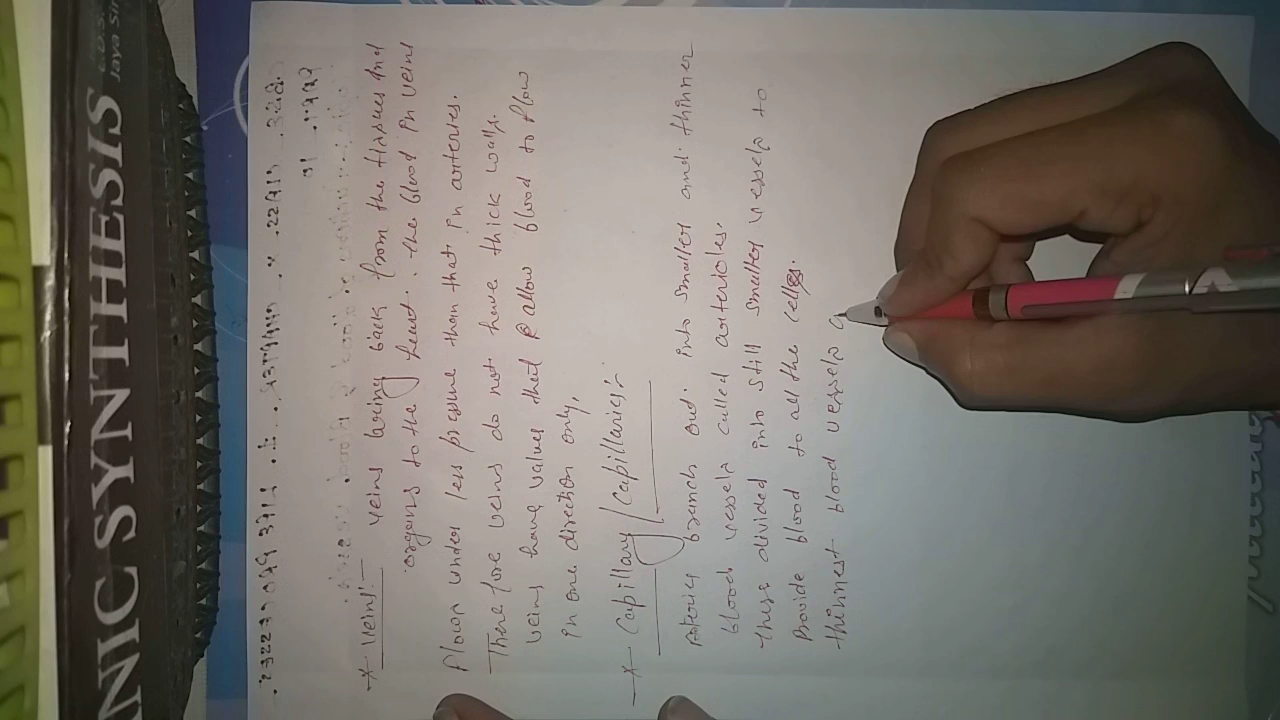 NIC SYNTHESIS
Jaya Sin
* Veins:- veins bring back from the tissues and
organs to the heart. the blood in veins
flows under less pressure than that in arteries.
Therefore veins do not have thick walls.
veins have valves that allow blood to flow
in one direction only.
* Capillary / Capillaries:-
Arteries branch out into smaller and thinner
blood vessels called arterioles.
these divided into still smaller vessels to
Provide blood to all the cells.
thinnest blood vessels